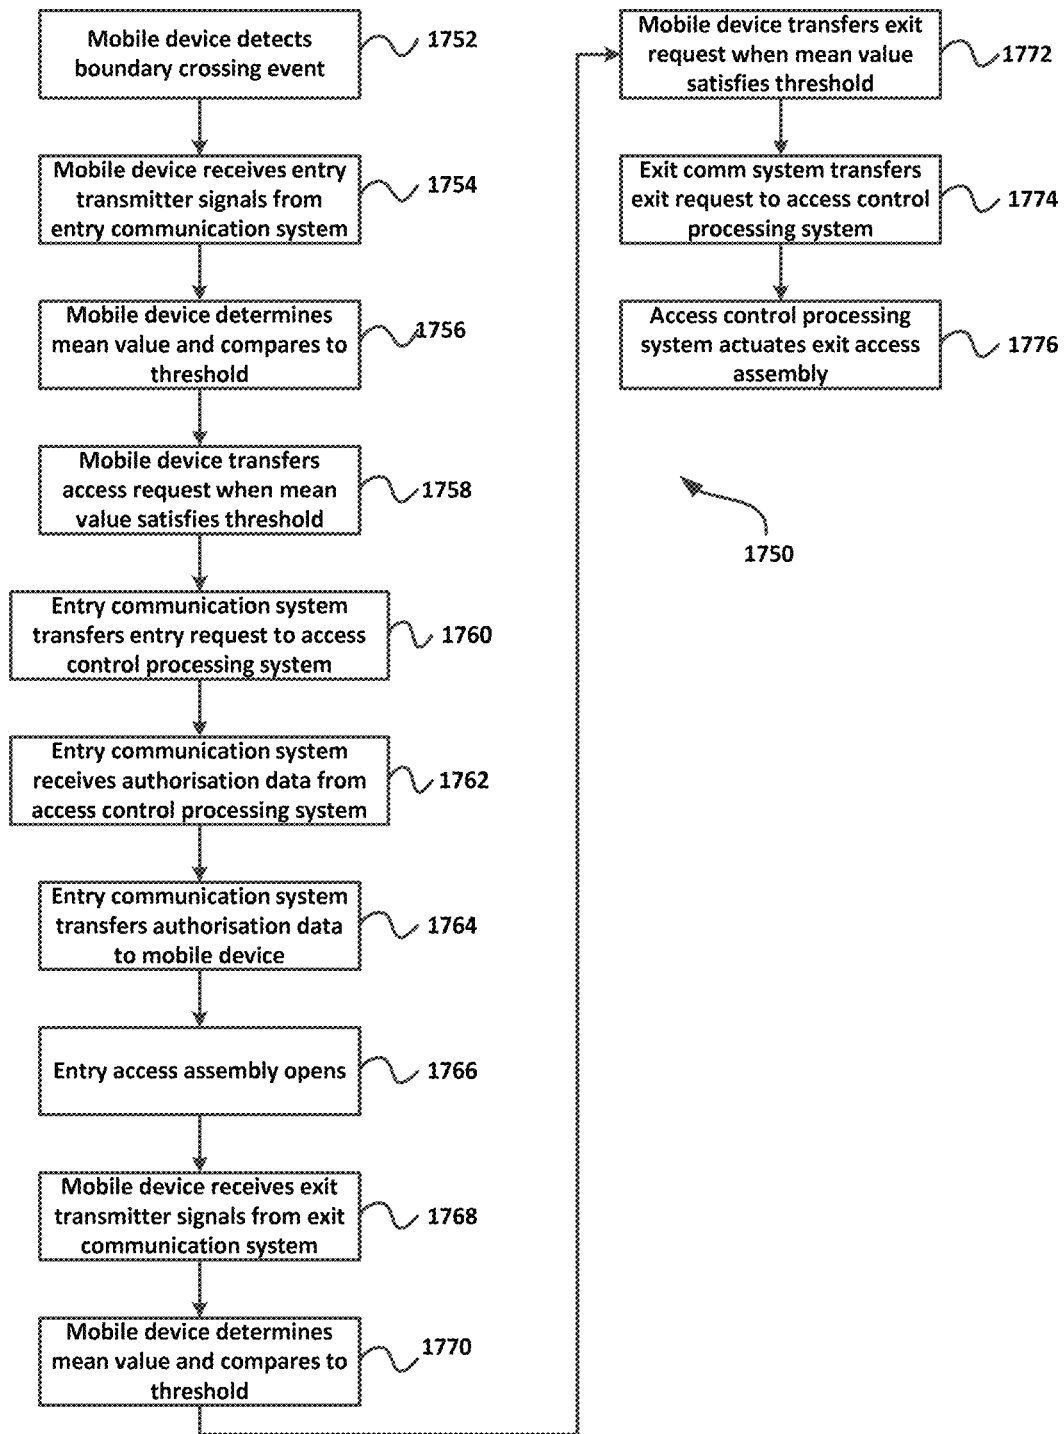 Mobile device detects
boundary crossing event
1752
Mobile device receives entry
transmitter signals from
entry communication system
1754
Mobile device determines
mean value and compares to
threshold
1756
Mobile device transfers
access request when mean
value satisfies threshold
1758
Entry communication system
transfers entry request to access
control processing system
1760
Entry communication system
receives authorisation data from
access control processing system
1762
Entry communication system
transfers authorisation data
to mobile device
1764
Entry access assembly opens
1766
Mobile device receives exit
transmitter signals from exit
communication system
1768
Mobile device determines
mean value and compares to
threshold
1770
Mobile device transfers exit
request when mean value
satisfies threshold
1772
Exit comm system transfers
exit request to access control
processing system
1774
Access control processing
system actuates exit access
assembly
1776
1750